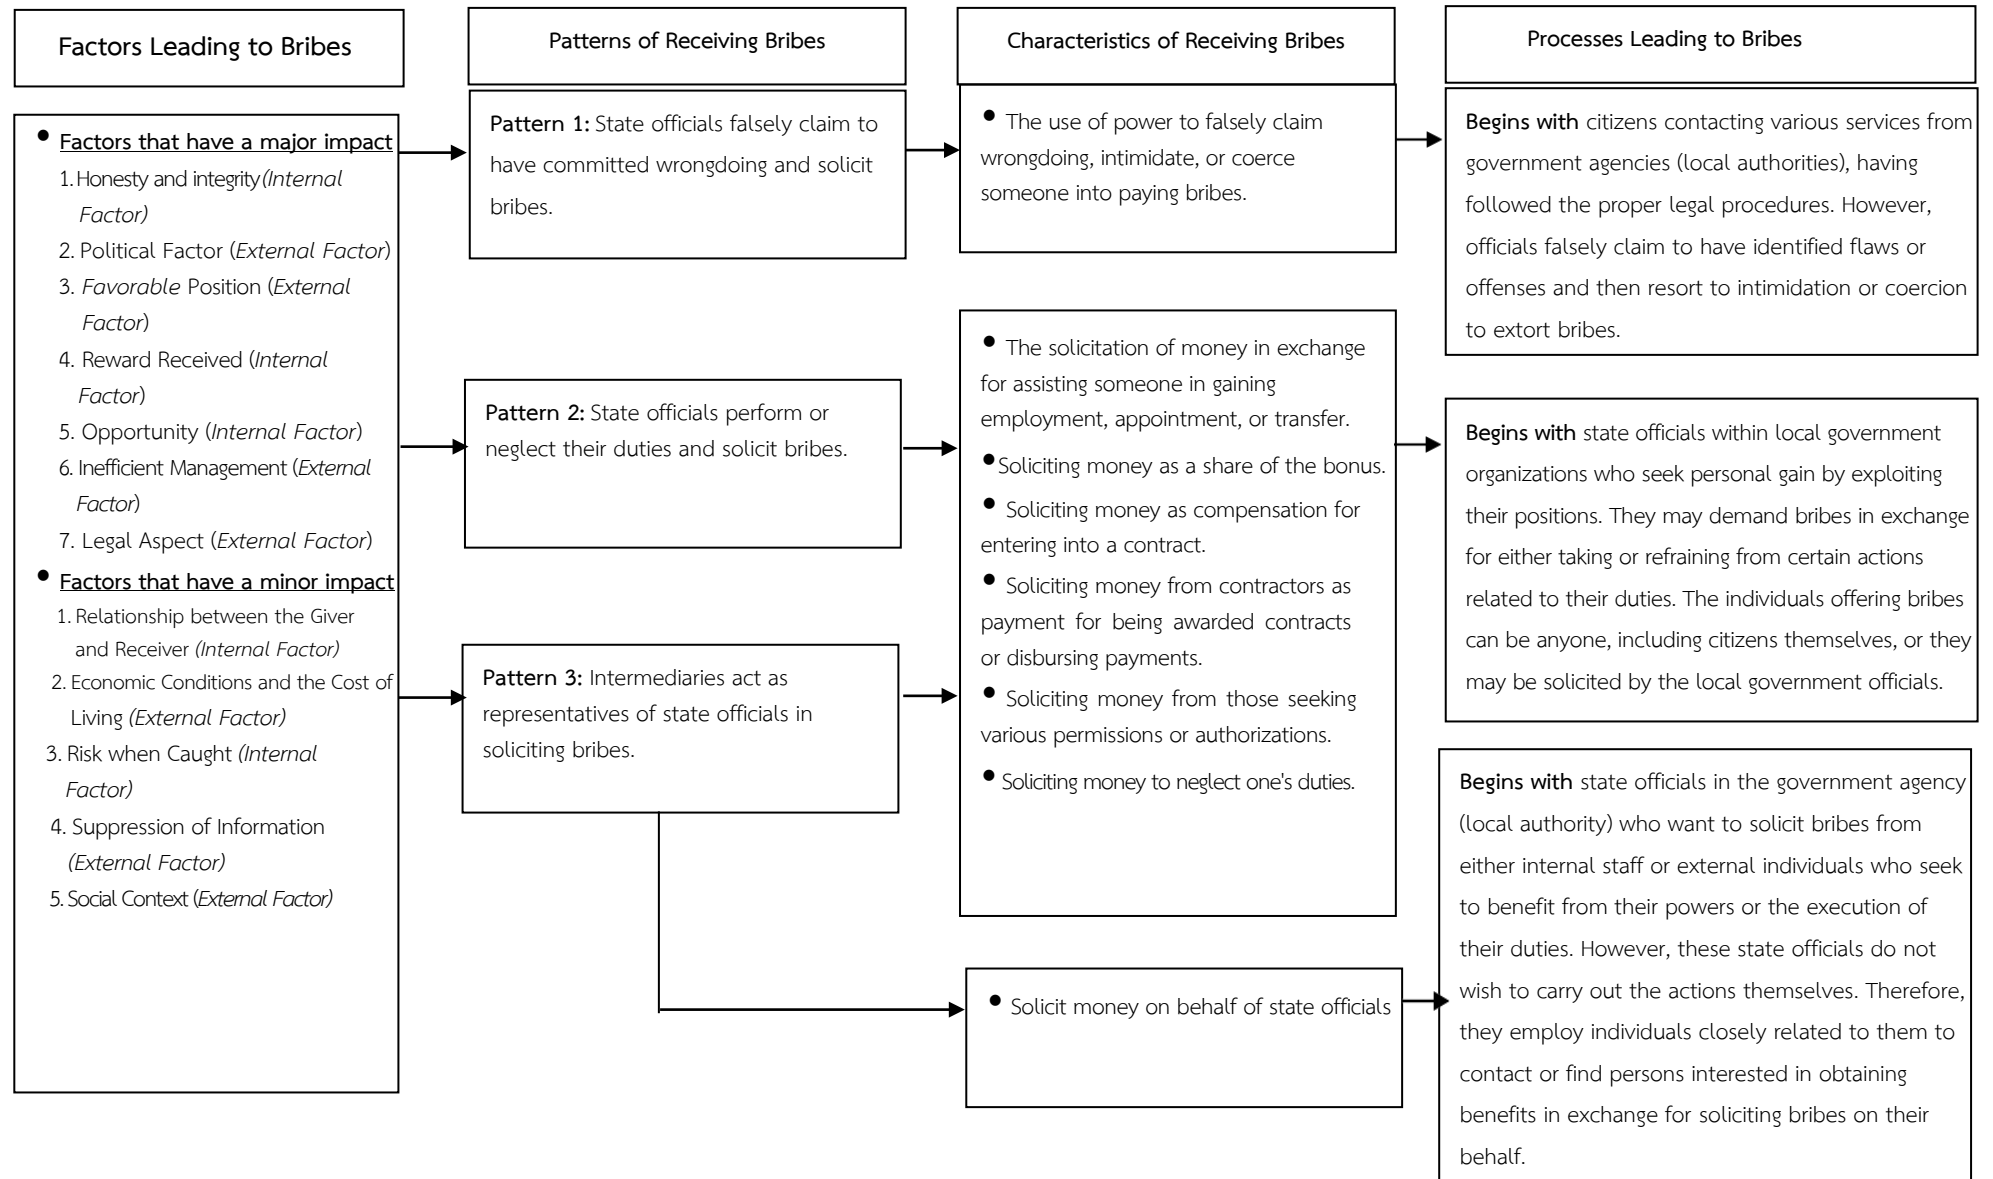 Factors Leading to Bribes
Patterns of Receiving Bribes
Characteristics of Receiving Bribes
Processes Leading to Bribes
• Factors that have a major impact
1. Honesty and integrity (Internal
Factor)
2. Political Factor (External Factor)
3. Favorable Position (External
Factor)
4. Reward Received (Internal
Factor)
5. Opportunity (Internal Factor)
6. Inefficient Management (External
Factor)
7. Legal Aspect (External Factor)
• Factors that have a minor impact
1. Relationship between the Giver
and Receiver (Internal Factor)
2. Economic Conditions and the Cost of
Living (External Factor)
3. Risk when Caught (Internal
Factor)
4. Suppression of Information
(External Factor)
5. Social Context (External Factor)
Pattern 1: State officials falsely claim to
have committed wrongdoing and solicit
bribes.
Pattern 2: State officials perform or
neglect their duties and solicit bribes.
Pattern 3: Intermediaries act as
representatives of state officials in
soliciting bribes.
• The use of power to falsely claim
wrongdoing, intimidate, or coerce
someone into paying bribes.
• The solicitation of money in exchange
for assisting someone in gaining
employment, appointment, or transfer.
• Soliciting money as a share of the bonus.
• Soliciting money as compensation for
entering into a contract.
• Soliciting money from contractors as
payment for being awarded contracts
or disbursing payments.
• Soliciting money from those seeking
various permissions or authorizations.
• Soliciting money to neglect one's duties.
• Solicit money on behalf of state officials
Begins with citizens contacting various services from
government agencies (local authorities), having
followed the proper legal procedures. However,
officials falsely claim to have identified flaws or
offenses and then resort to intimidation or coercion
to extort bribes.
Begins with state officials within local government
organizations who seek personal gain by exploiting
their positions. They may demand bribes in exchange
for either taking or refraining from certain actions
related to their duties. The individuals offering bribes
can be anyone, including citizens themselves, or they
may be solicited by the local government officials.
Begins with state officials in the government agency
(local authority) who want to solicit bribes from
either internal staff or external individuals who seek
to benefit from their powers or the execution of
their duties. However, these state officials do not
wish to carry out the actions themselves. Therefore,
they employ individuals closely related to them to
contact or find persons interested in obtaining
benefits in exchange for soliciting bribes on their
behalf.